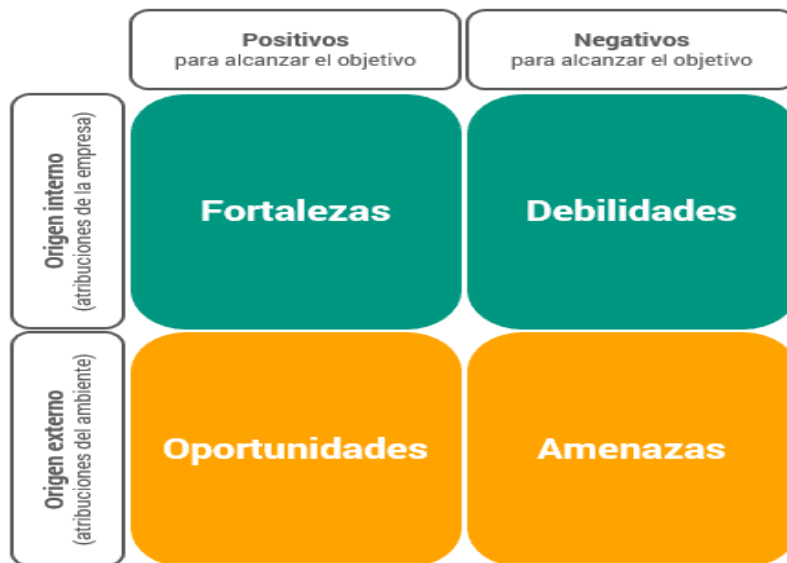 Positivos
para alcanzar el objetivo
Negativos
para alcanzar el objetivo
Origen interno
(atribuciones de la empresa)
Fortalezas
Debilidades
Origen externo
(atribuciones del ambiente)
Oportunidades
Amenazas